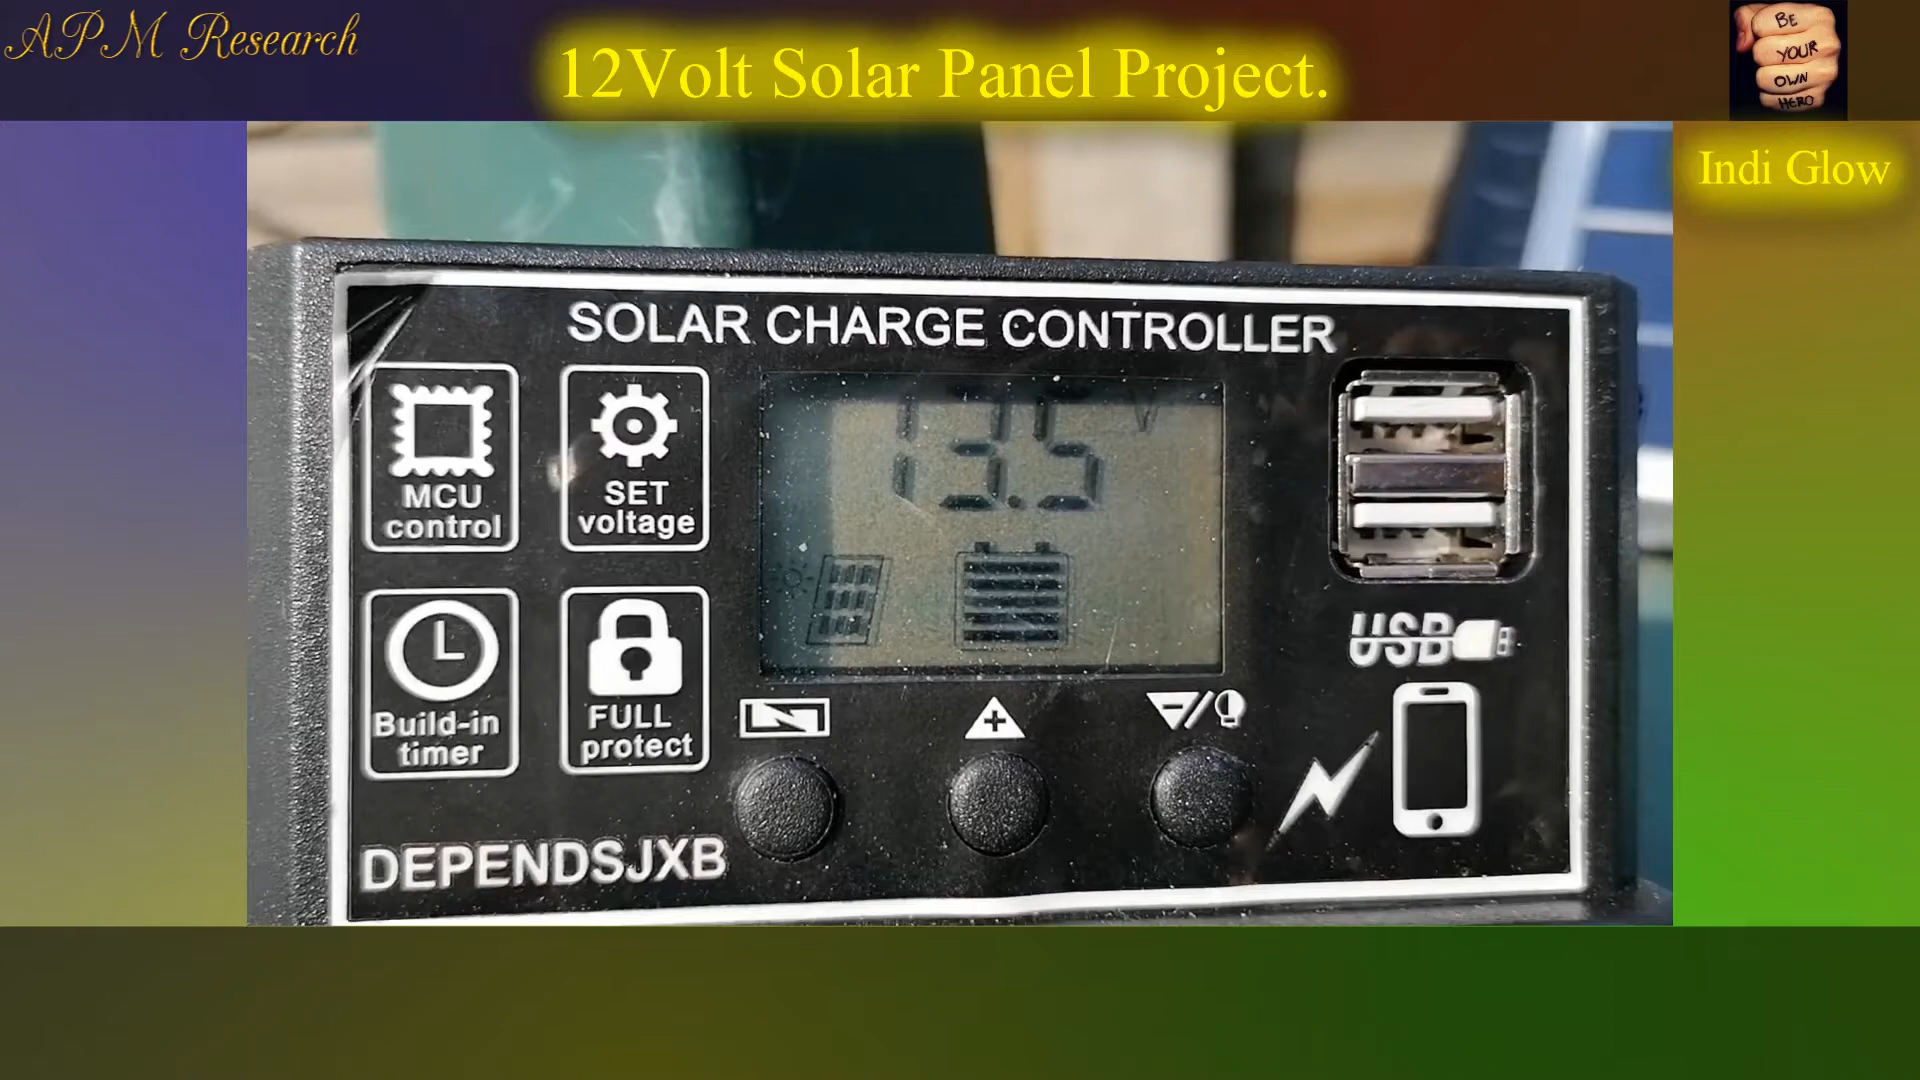 APM Research
12Volt Solar Panel Project.
BE
YOUR
OWN
HERO
Indi Glow
SOLAR CHARGE CONTROLLER
MCU
control
SET
voltage
13.5 V
Build-in
timer
FULL
protect
USB
DEPENDSJXB